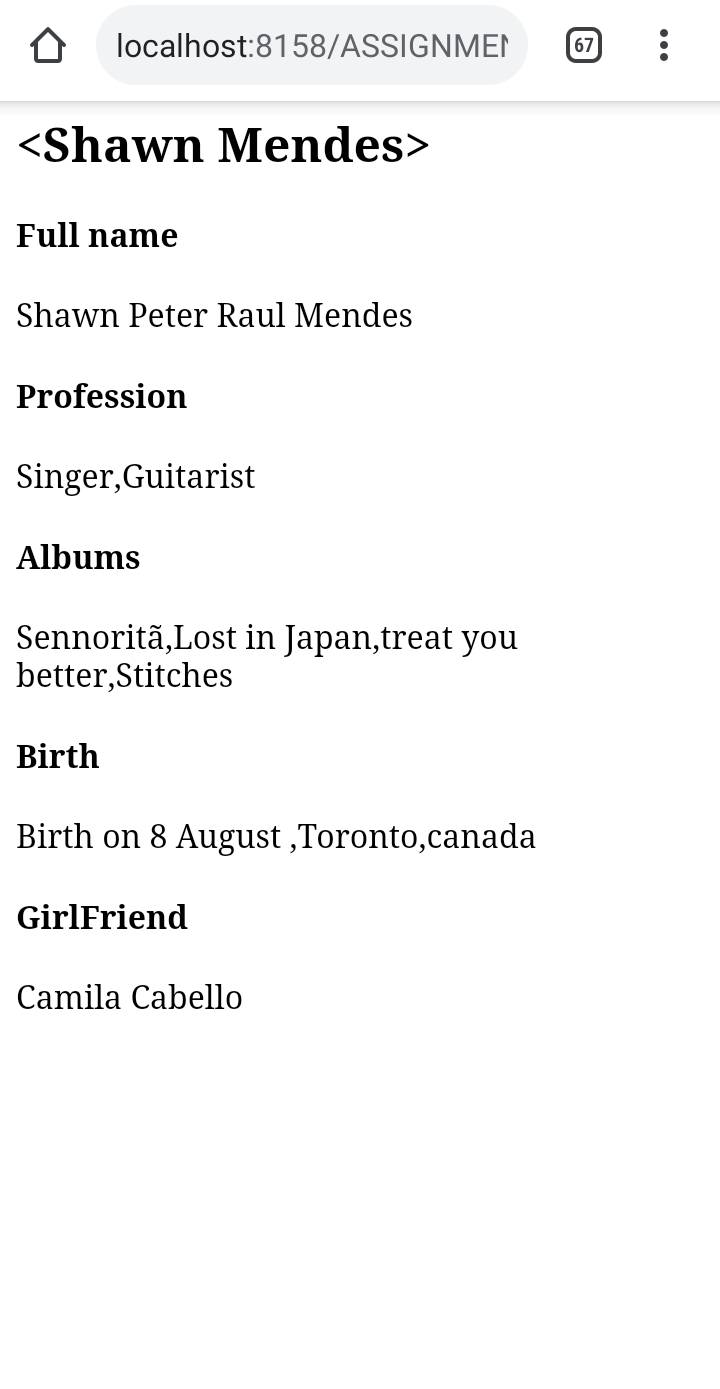 localhost:8158/ASSIGNMEN
67
<Shawn Mendes>
Full name
Shawn Peter Raul Mendes
Profession
Singer,Guitarist
Albums
Sennoritã,Lost in Japan,treat you
better,Stitches
Birth
Birth on 8 August ,Toronto,canada
GirlFriend
Camila Cabello